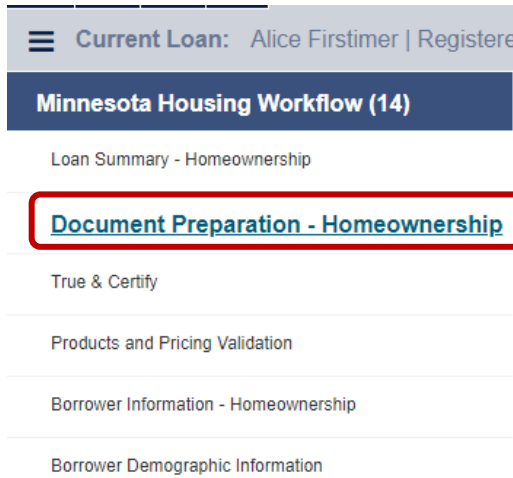 Current Loan: Alice Firstimer | Registere
Minnesota Housing Workflow (14)
Loan Summary - Homeownership
Document Preparation - Homeownership
True & Certify
Products and Pricing Validation
Borrower Information - Homeownership
Borrower Demographic Information